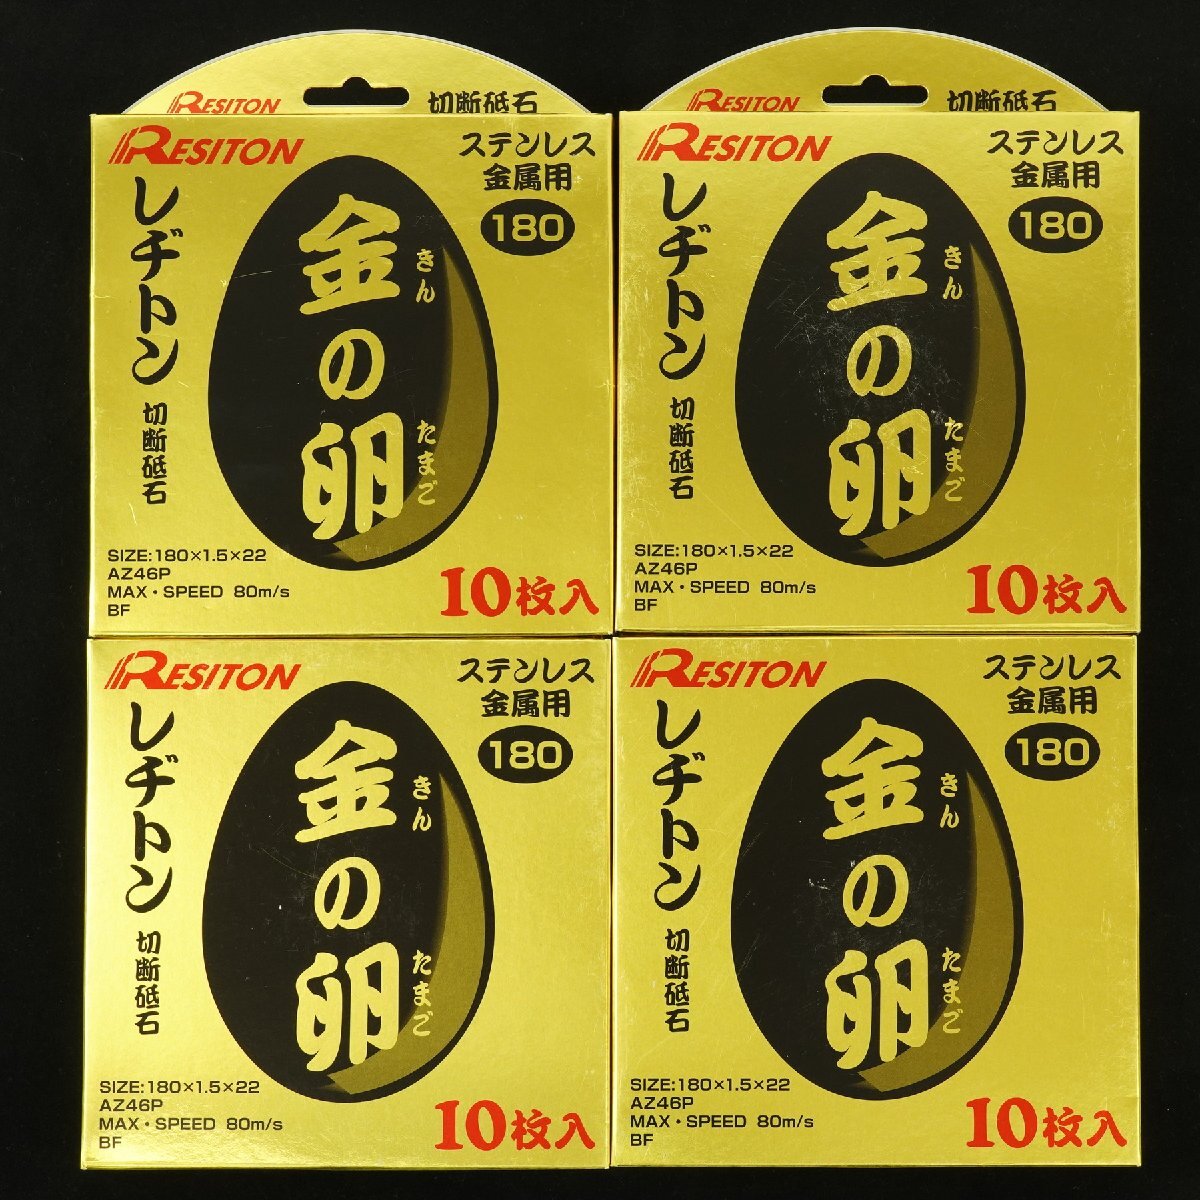 RESITON
切断砥石
RESITON
ステンレス
金属用
180
レヂトン
切断砥石
金の卵
きん
たまご
SIZE:180×1.5×22
AZ46P
MAX・SPEED 80m/s
BF
10枚入
RESITON
切断砥石
RESITON
ステンレス
金属用
180
レヂトン
切断砥石
金の卵
きん
たまご
SIZE:180×1.5×22
AZ46P
MAX・SPEED 80m/s
BF
10枚入
RESITON
ステンレス
金属用
180
レヂトン
切断砥石
金の卵
きん
たまご
SIZE:180×1.5×22
AZ46P
MAX・SPEED 80m/s
BF
10枚入
RESITON
ステンレス
金属用
180
レヂトン
切断砥石
金の卵
きん
たまご
SIZE:180×1.5×22
AZ46P
MAX・SPEED 80m/s
BF
10枚入